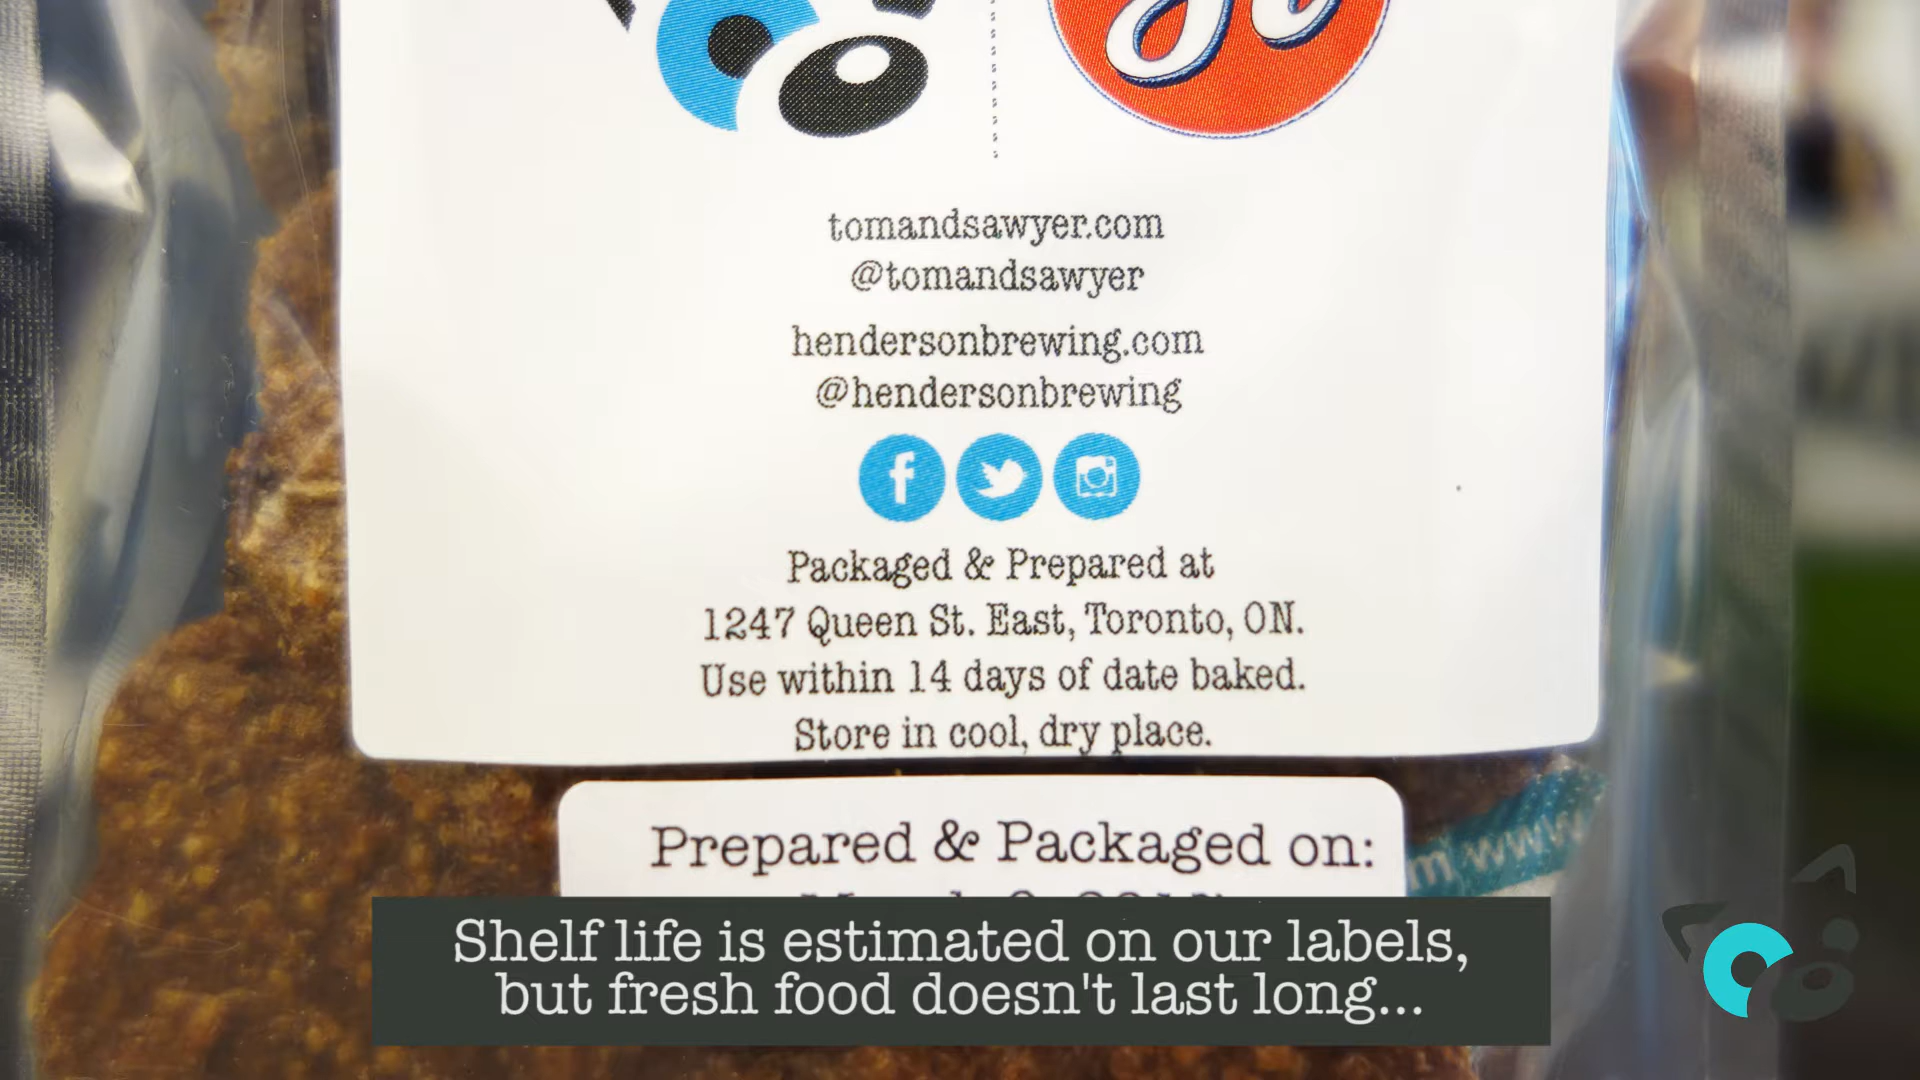 tomandsawyer.com
@tomandsawyer
hendersonbrewing.com
@hendersonbrewing
Packaged & Prepared at
1247 Queen St. East, Toronto, ON.
Use within 14 days of date baked.
Store in cool, dry place.
Prepared & Packaged on:
www
Shelf life is estimated on our labels,
but fresh food doesn't last long...